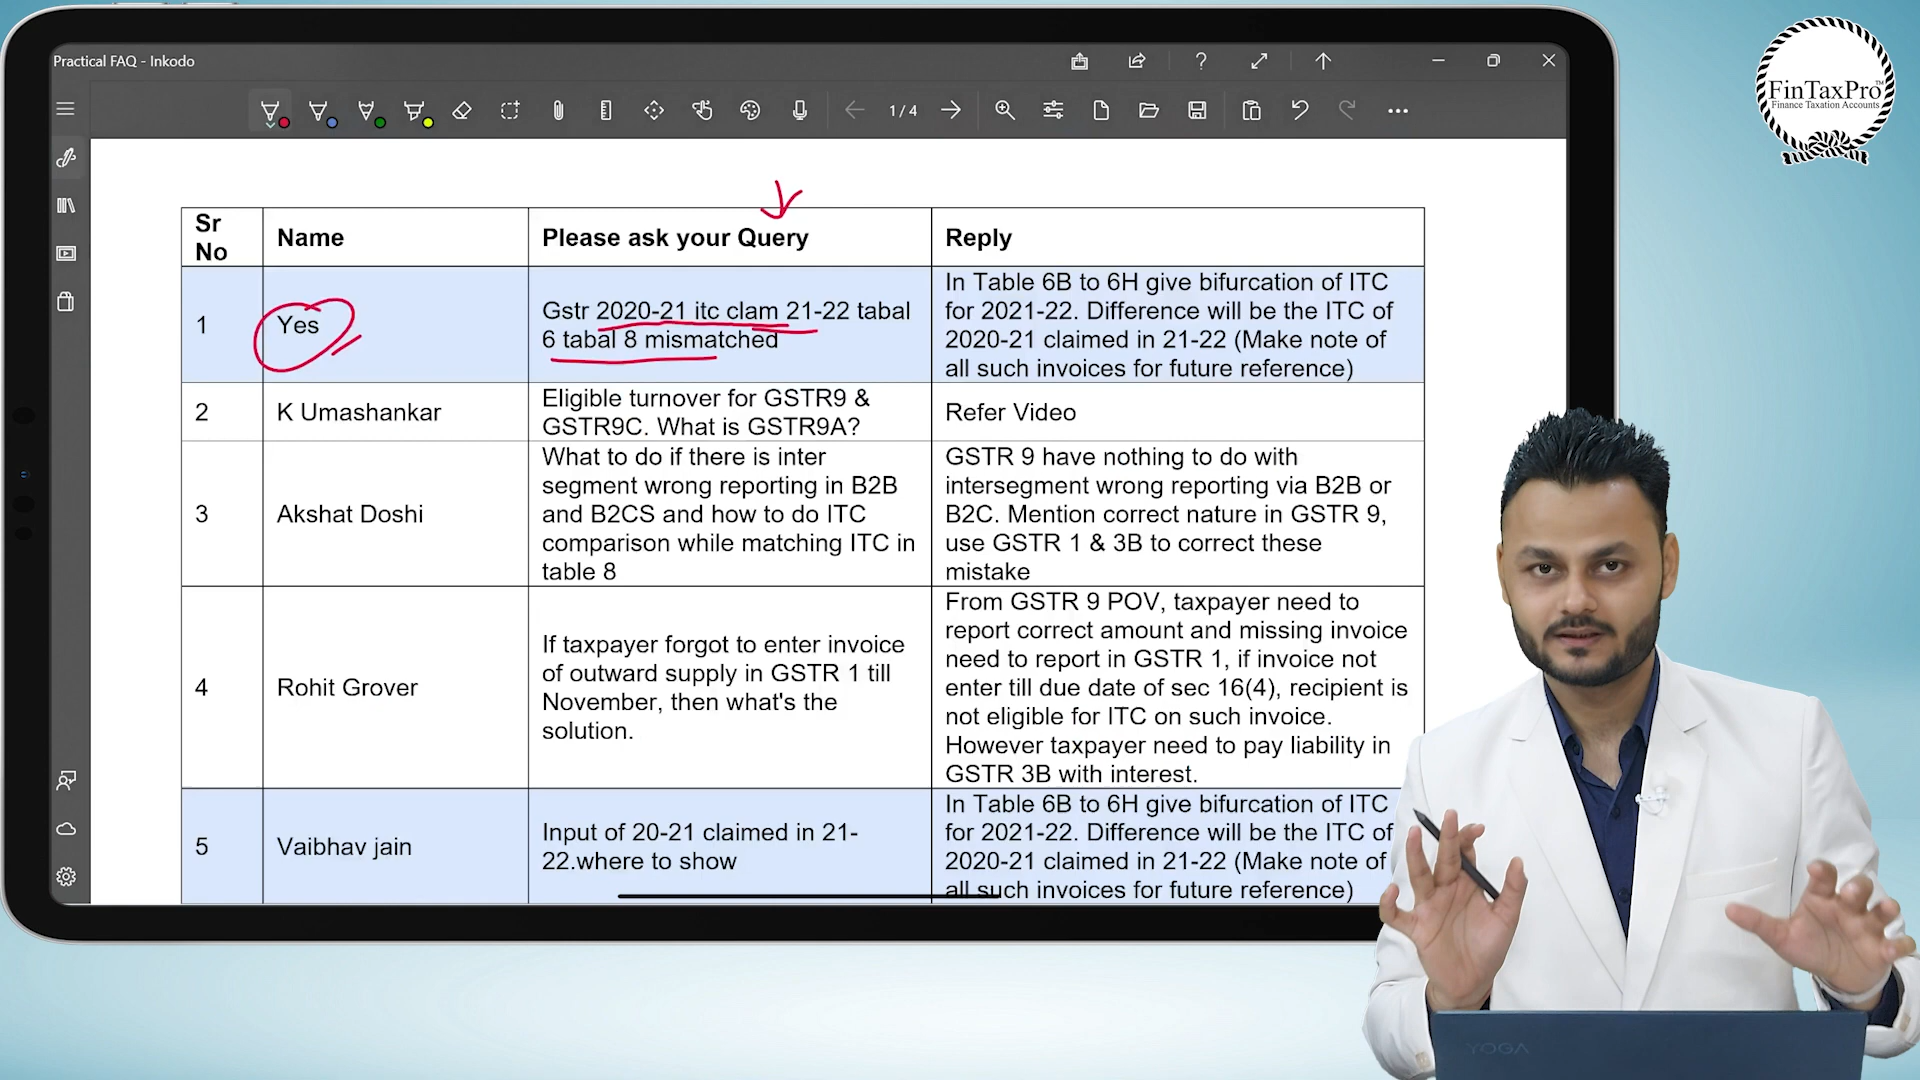 Practical FAQ - Inkodo
1/4
FinTaxPro™
Finance Taxation Accounts
Sr No
Name
Please ask your Query
Reply
1
Yes
Gstr 2020-21 itc clam 21-22 tabal
6 tabal 8 mismatched
In Table 6B to 6H give bifurcation of ITC
for 2021-22. Difference will be the ITC of
2020-21 claimed in 21-22 (Make note of
all such invoices for future reference)
2
K Umashankar
Eligible turnover for GSTR9 &
GSTR9C. What is GSTR9A?
Refer Video
3
Akshat Doshi
What to do if there is inter
segment wrong reporting in B2B
and B2CS and how to do ITC
comparison while matching ITC in
table 8
GSTR 9 have nothing to do with
intersegment wrong reporting via B2B or
B2C. Mention correct nature in GSTR 9,
use GSTR 1 & 3B to correct these
mistake
4
Rohit Grover
If taxpayer forgot to enter invoice
of outward supply in GSTR 1 till
November, then what's the
solution.
From GSTR 9 POV, taxpayer need to
report correct amount and missing invoice
need to report in GSTR 1, if invoice not
enter till due date of sec 16(4), recipient is
not eligible for ITC on such invoice.
However taxpayer need to pay liability in
GSTR 3B with interest.
5
Vaibhav jain
Input of 20-21 claimed in 21-
22.where to show
In Table 6B to 6H give bifurcation of ITC
for 2021-22. Difference will be the ITC of
2020-21 claimed in 21-22 (Make note of
all such invoices for future reference)
YOGA